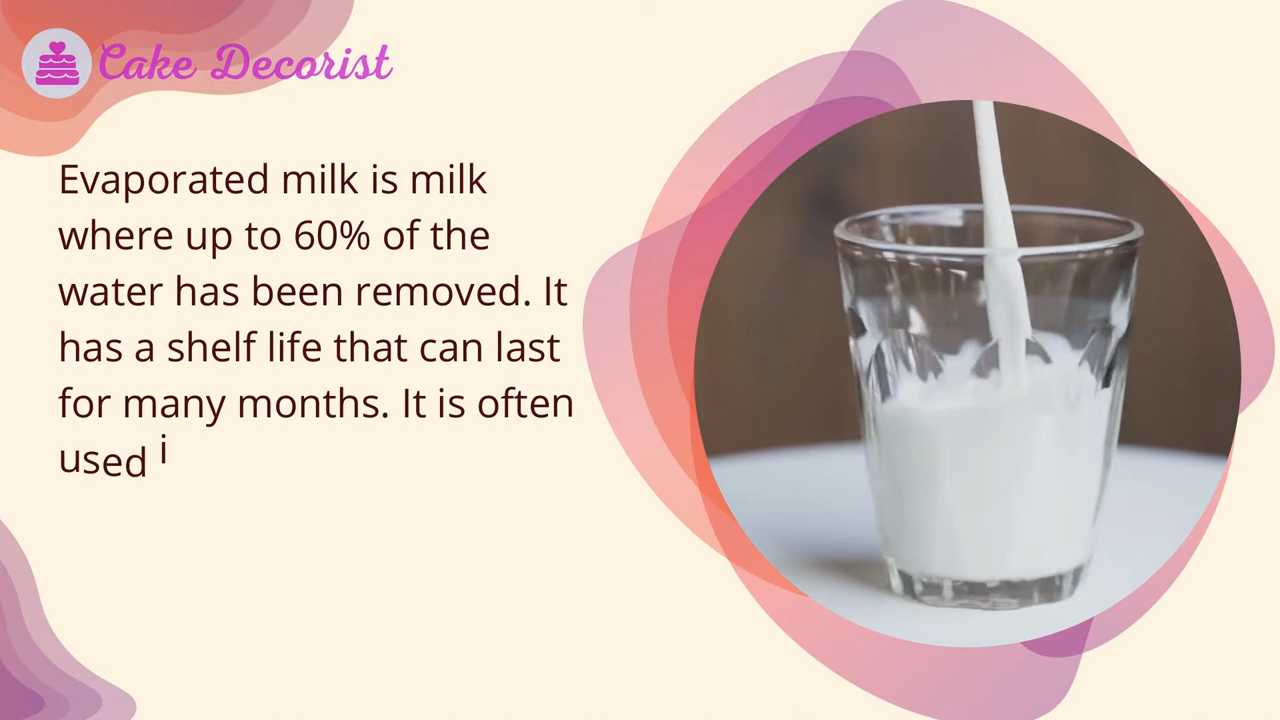 Cake Decorist
Evaporated milk is milk
where up to 60% of the
water has been removed. It
has a shelf life that can last
for many months. It is often
used i